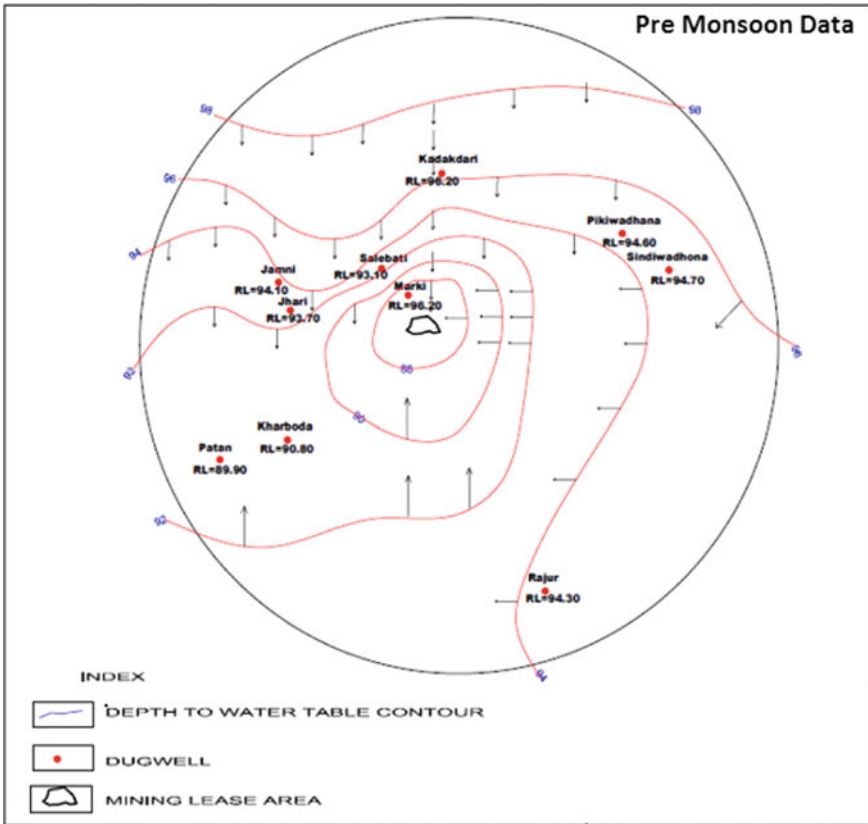 Pre Monsoon Data
98
98
Kadakdari
RL=96.20
96
Pikiwadhana
RL=94.60
94
Salebati
RL=93.10
Sindiwadhona
RL=94.70
Jamni
RL=94.10
Marki
RL=96.20
Jhari
RL=93.70
96
92
90
Kharboda
RL=90.80
Patan
RL=89.90
92
Rajur
RL=94.30
94
INDEX
DEPTH TO WATER TABLE CONTOUR
DUGWELL
MINING LEASE AREA